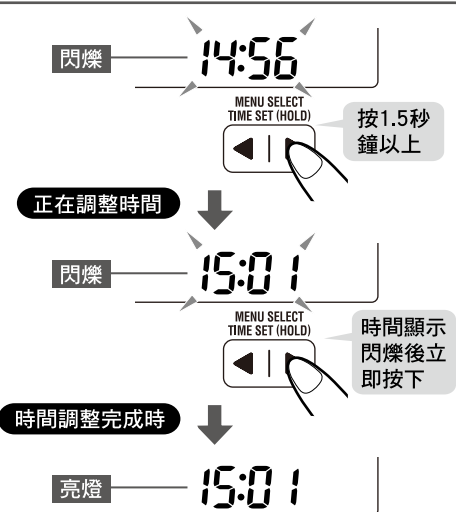 閃爍
14:56
MENU SELECT
TIME SET (HOLD)
按1.5秒
鐘以上
正在調整時間
閃爍
15:01
MENU SELECT
TIME SET (HOLD)
時間顯示
閃爍後立
即按下
時間調整完成時
亮燈
15:01